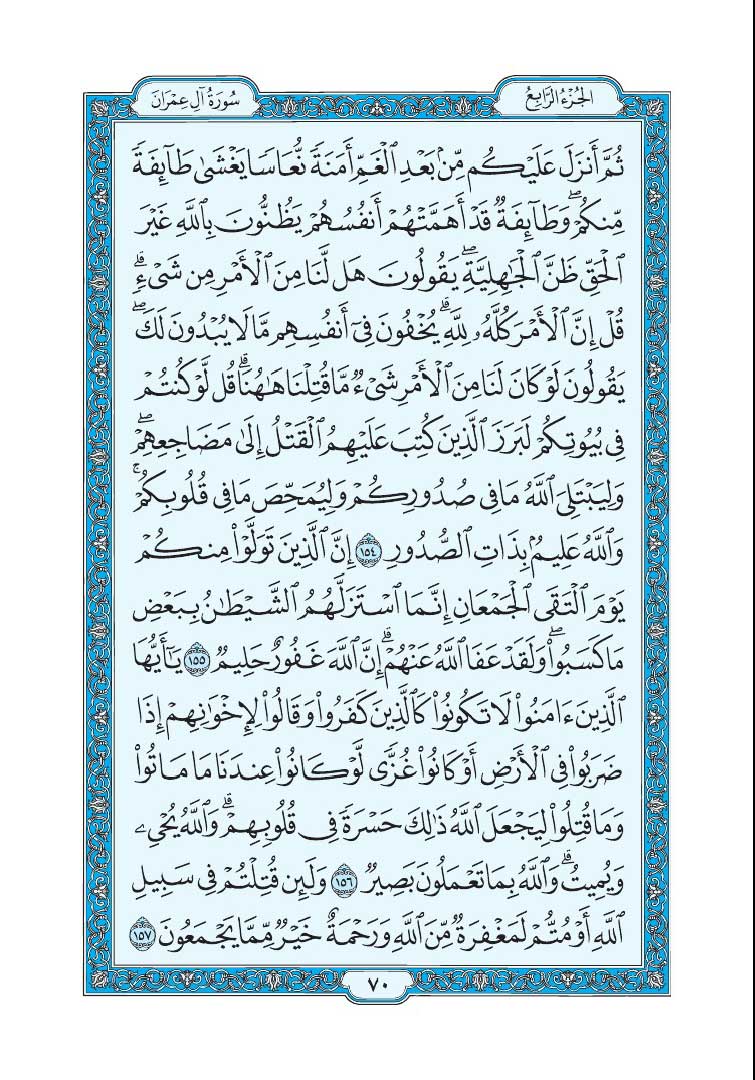 الجُزْءُ الرَّابِعُ
سُورَةُ آلِ عِمْرَانَ
ثُمَّ أَنزَلَ عَلَيْكُم مِّنۢ بَعْدِ ٱلْغَمِّ أَمَنَةً نُّعَاسًا يَغْشَىٰ طَآئِفَةً
مِّنكُمْۖ وَطَآئِفَةٌ قَدْ أَهَمَّتْهُمْ أَنفُسُهُمْ يَظُنُّونَ بِٱللَّهِ غَيْرَ
ٱلْحَقِّ ظَنَّ ٱلْجَٰهِلِيَّةِۖ يَقُولُونَ هَل لَّنَا مِنَ ٱلْأَمْرِ مِن شَىْءٍۗ
قُلْ إِنَّ ٱلْأَمْرَ كُلَّهُۥ لِلَّهِۗ يُخْفُونَ فِىٓ أَنفُسِهِم مَّا لَا يُبْدُونَ لَكَۖ
يَقُولُونَ لَوْ كَانَ لَنَا مِنَ ٱلْأَمْرِ شَىْءٌ مَّا قُتِلْنَا هَٰهُنَاۗ قُل لَّوْ كُنتُمْ
فِى بُيُوتِكُمْ لَبَرَزَ ٱلَّذِينَ كُتِبَ عَلَيْهِمُ ٱلْقَتْلُ إِلَىٰ مَضَاجِعِهِمْۖ
وَلِيَبْتَلِىَ ٱللَّهُ مَا فِى صُدُورِكُمْ وَلِيُمَحِّصَ مَا فِى قُلُوبِكُمْۚ
وَٱللَّهُ عَلِيمٌۢ بِذَاتِ ٱلصُّدُورِ ١٥٤ إِنَّ ٱلَّذِينَ تَوَلَّوْا۟ مِنكُمْ
يَوْمَ ٱلْتَقَى ٱلْجَمْعَانِ إِنَّمَا ٱسْتَزَلَّهُمُ ٱلشَّيْطَٰنُ بِبَعْضِ
مَا كَسَبُوا۟ۖ وَلَقَدْ عَفَا ٱللَّهُ عَنْهُمْۗ إِنَّ ٱللَّهَ غَفُورٌ حَلِيمٌ ١٥٥ يَٰٓأَيُّهَا
ٱلَّذِينَ ءَامَنُوا۟ لَا تَكُونُوا۟ كَٱلَّذِينَ كَفَرُوا۟ وَقَالُوا۟ لِإِخْوَٰنِهِمْ إِذَا
ضَرَبُوا۟ فِى ٱلْأَرْضِ أَوْ كَانُوا۟ غُزًّى لَّوْ كَانُوا۟ عِندَنَا مَا مَاتُوا۟
وَمَا قُتِلُوا۟ لِيَجْعَلَ ٱللَّهُ ذَٰلِكَ حَسْرَةً فِى قُلُوبِهِمْۗ وَٱللَّهُ يُحْىِۦ
وَيُمِيتُۗ وَٱللَّهُ بِمَا تَعْمَلُونَ بَصِيرٌ ١٥٦ وَلَئِن قُتِلْتُمْ فِى سَبِيلِ
ٱللَّهِ أَوْ مُتُّمْ لَمَغْفِرَةٌ مِّنَ ٱللَّهِ وَرَحْمَةٌ خَيْرٌ مِّمَّا يَجْمَعُونَ ١٥٧
٧٠